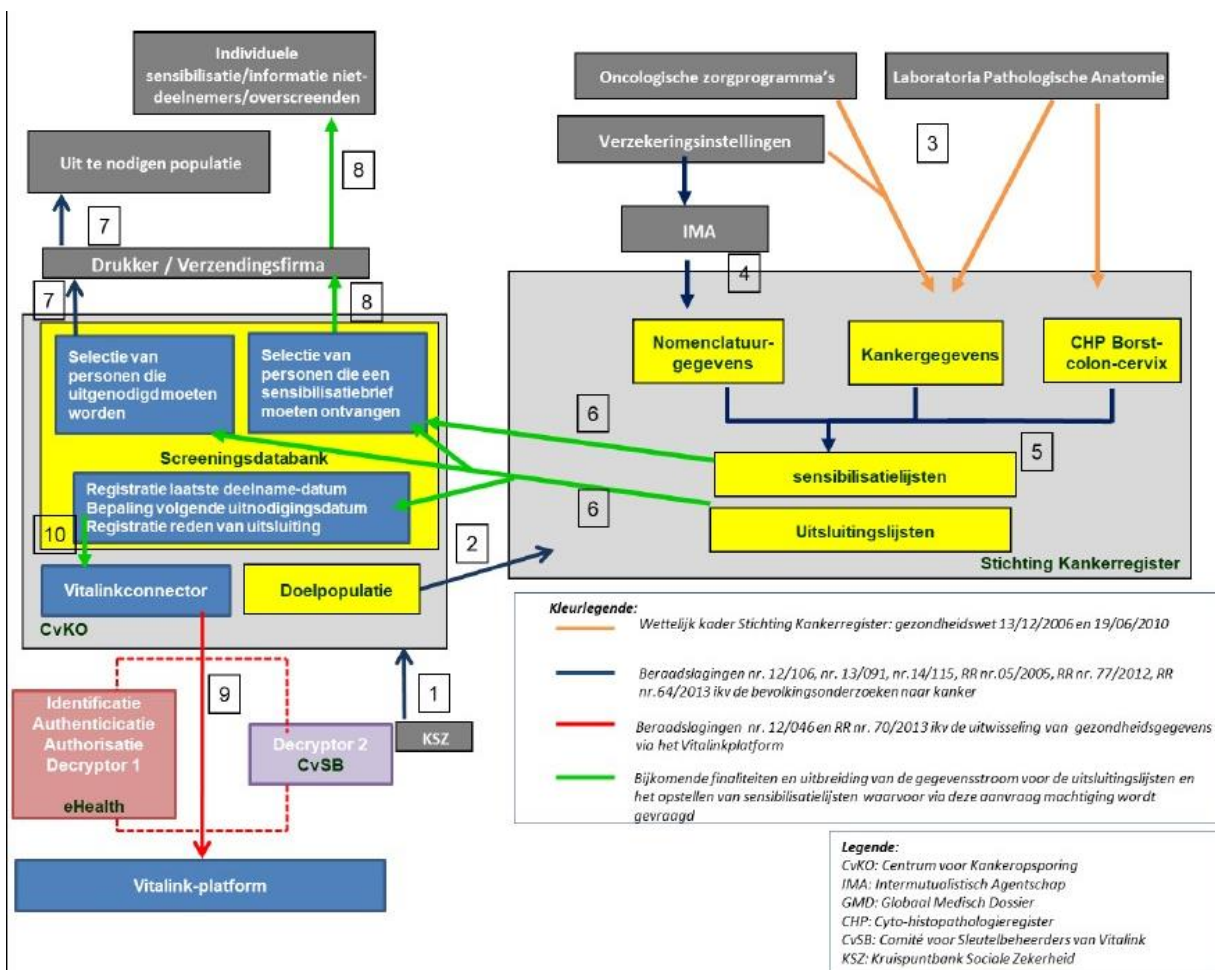 Individuele
sensibilisatie/informatie niet-
deelnemers/overscreenden
Oncologische zorgprogramma's
Laboratoria Pathologische Anatomie
3
Verzekeringsinstellingen
Uit te nodigen populatie
8
7
IMA
Drukker / Verzendingsfirma
4
7
8
Selectie van
personen die
uitgenodigd moeten
worden
Selectie van
personen die een
sensibilisatiebrief
moeten ontvangen
Nomenclatuur-
gegevens
Kankergegevens
CHP Borst-
colon-cervix
6
5
Screeningsdatabank
sensibilisatielijsten
Registratie laatste deelname-datum
Bepaling volgende uitnodigingsdatum
Registratie reden van uitsluiting
6
Uitsluitingslijsten
10
2
Stichting Kankerregister
Vitalinkconnector
Doelpopulatie
CvKO
Kleurlegende:
Wettelijk kader Stichting Kankerregister: gezondheidswet 13/12/2006 en 19/06/2010
Beraadslagingen nr. 12/106, nr. 13/091, nr.14/115, RR nr.05/2005, RR nr. 77/2012, RR
nr.64/2013 ikv de bevolkingsonderzoeken naar kanker
Beraadslagingen nr. 12/046 en RR nr. 70/2013 ikv de uitwisseling van gezondheidsgegevens
via het Vitalinkplatform
Bijkomende finaliteiten en uitbreiding van de gegevensstroom voor de uitsluitingslijsten en
het opstellen van sensibilisatielijsten waarvoor via deze aanvraag machtiging wordt
gevraagd
9
1
Identificatie
Authenticicatie
Authorisatie
Decryptor 1
eHealth
Decryptor 2
CvSB
KSZ
Vitalink-platform
Legende:
CvKO: Centrum voor Kankeropsporing
IMA: Intermutualistisch Agentschap
GMD: Globaal Medisch Dossier
CHP: Cyto-histopathologieregister
CvSB: Comité voor Sleutelbeheerders van Vitalink
KSZ: Kruispuntbank Sociale Zekerheid